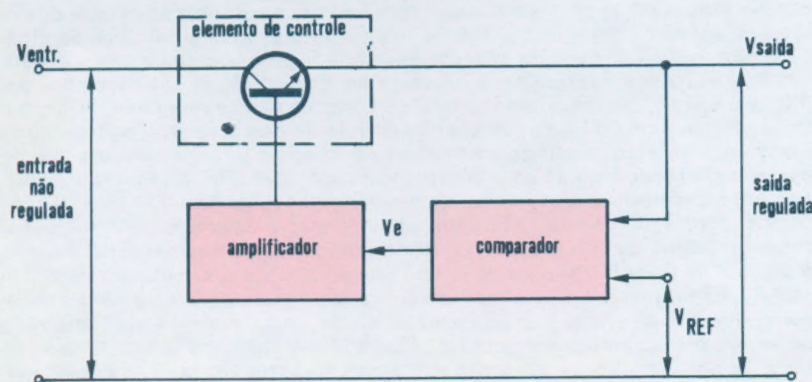 elemento de controle
Ventr.
Vsaida
entrada
não
regulada
saida
regulada
amplificador
Ve
comparador
VREF